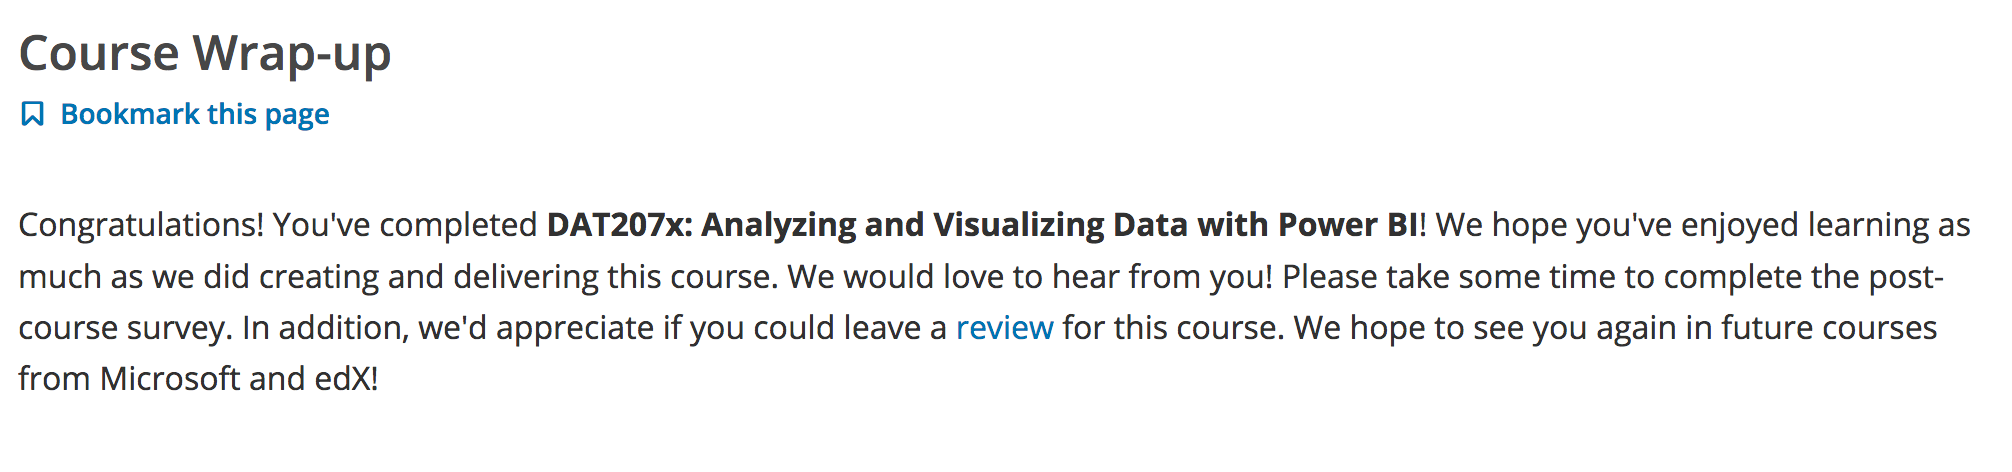 Course Wrap-up
Bookmark this page
Congratulations! You've completed DAT207x: Analyzing and Visualizing Data with Power BI! We hope you've enjoyed learning as
much as we did creating and delivering this course. We would love to hear from you! Please take some time to complete the post-
course survey. In addition, we'd appreciate if you could leave a review for this course. We hope to see you again in future courses
from Microsoft and edX!